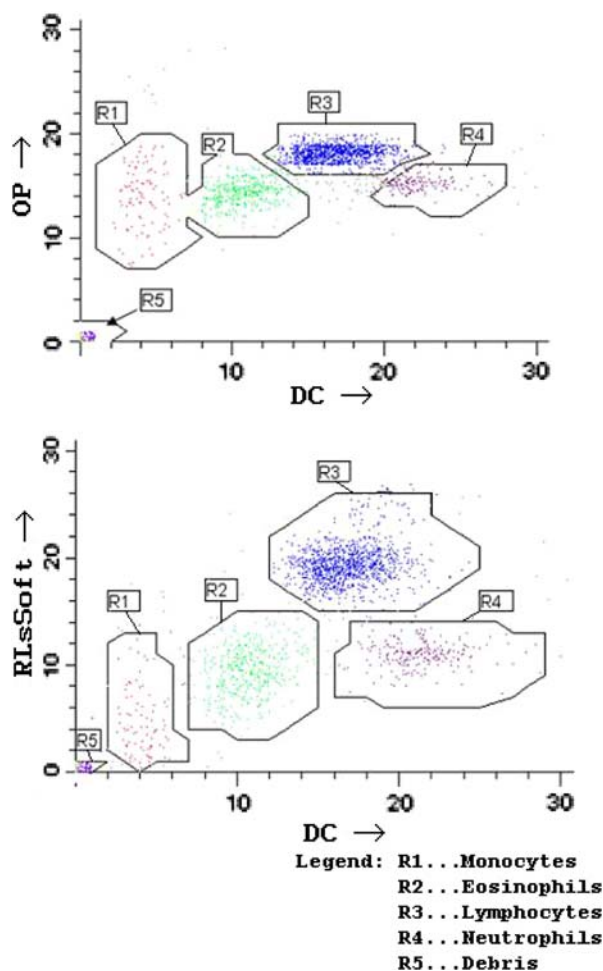 30
R3
R1
R2
R4
20
OP →
10
R5
0
10
20
30
DC →
30
R3
20
RLsSoft →
R1
R2
R4
10
R5
0
10
20
30
DC →
Legend: R1...Monocytes
R2...Eosinophils
R3...Lymphocytes
R4...Neutrophils
R5...Debris